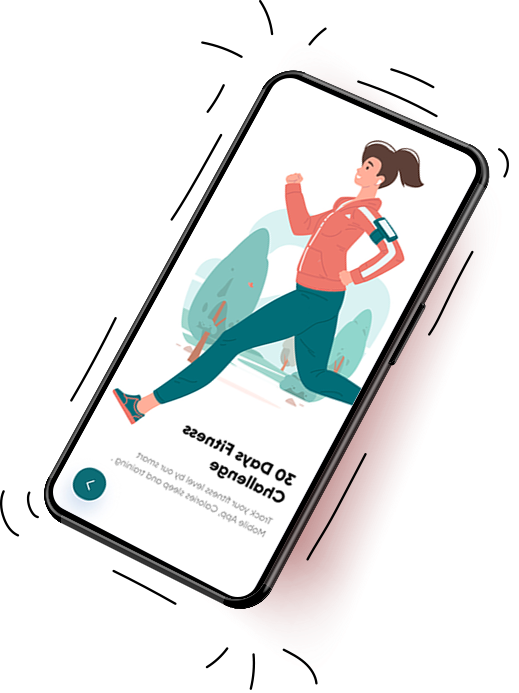 30 Days Fitness
Challenge
Track your fitness level by our smart
Mobile App, Calories sleep and training.